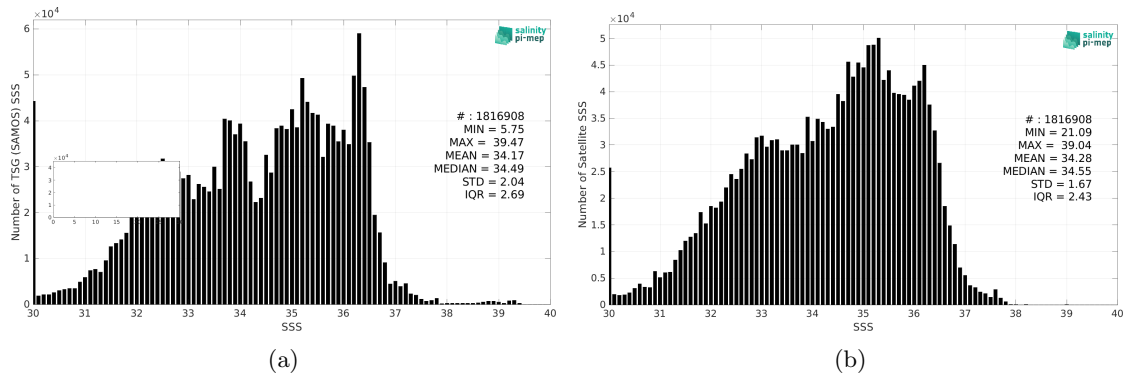 ×10⁴
6
5
4
3
2
1
0
Number of TSG (SAMOS) SSS
salinity
pi-mep
# : 1816908
MIN = 5.75
MAX = 39.47
MEAN = 34.17
MEDIAN = 34.49
STD = 2.04
IQR = 2.69
×10⁴
4
3
2
1
0
0 5 10 15
30 31 32 33 34 35 36 37 38 39 40
SSS
(a)
×10⁴
5
4.5
4
3.5
3
2.5
2
1.5
1
0.5
0
Number of Satellite SSS
salinity
pi-mep
# : 1816908
MIN = 21.09
MAX = 39.04
MEAN = 34.28
MEDIAN = 34.55
STD = 1.67
IQR = 2.43
30 31 32 33 34 35 36 37 38 39 40
SSS
(b)